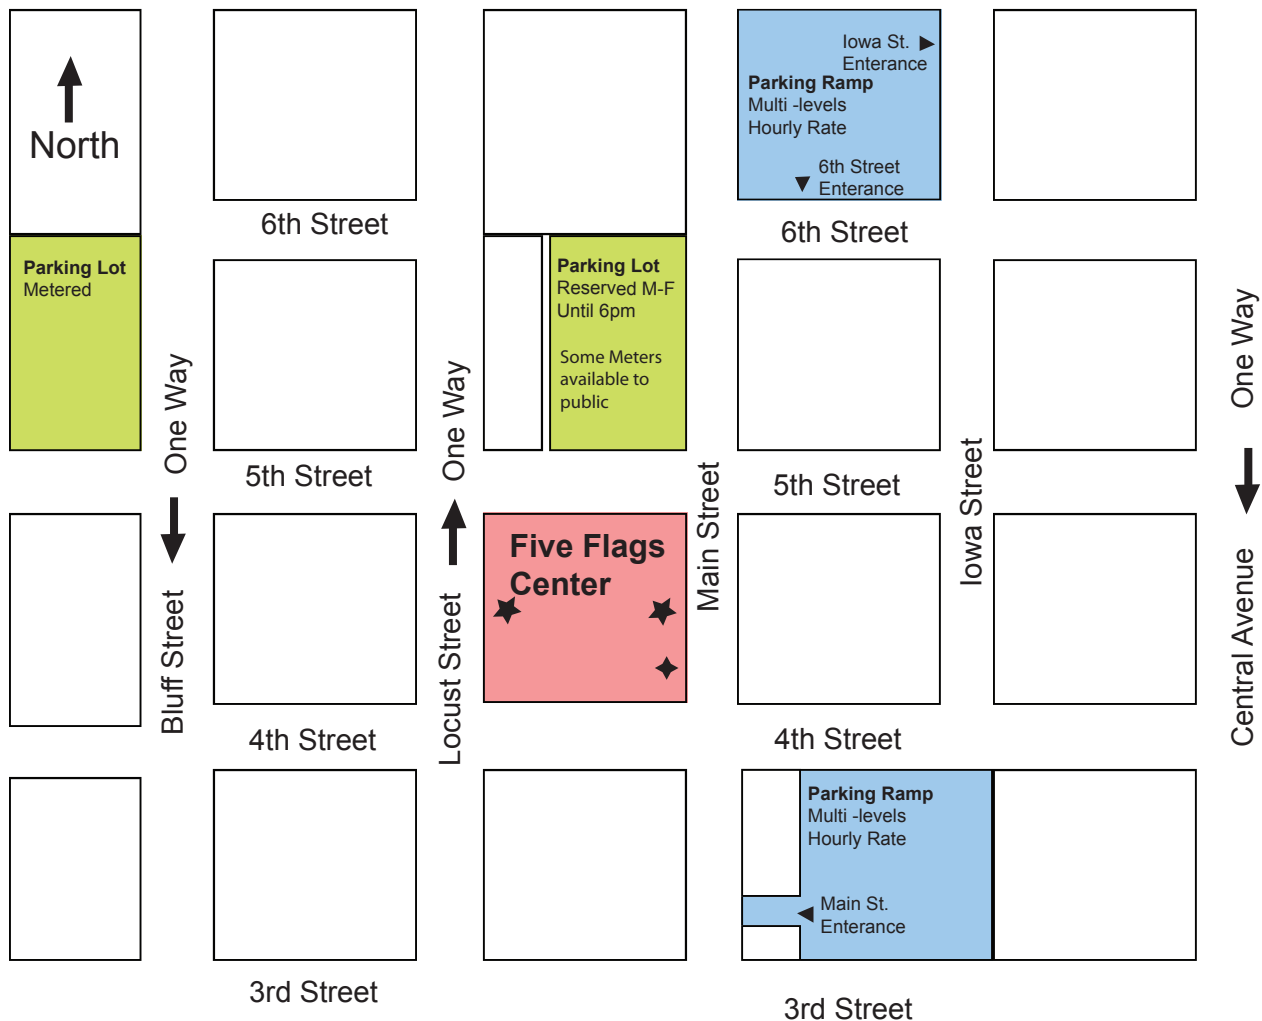 Iowa St.
Enterance
Parking Ramp
Multi -levels
Hourly Rate
6th Street
Enterance
North
6th Street
6th Street
Parking Lot
Metered
Parking Lot
Reserved M-F
Until 6pm
Some Meters
available to
public
One Way
One Way
One Way
5th Street
5th Street
Main Street
Iowa Street
Five Flags
Center
Bluff Street
Locust Street
Central Avenue
4th Street
4th Street
Parking Ramp
Multi -levels
Hourly Rate
Main St.
Enterance
3rd Street
3rd Street